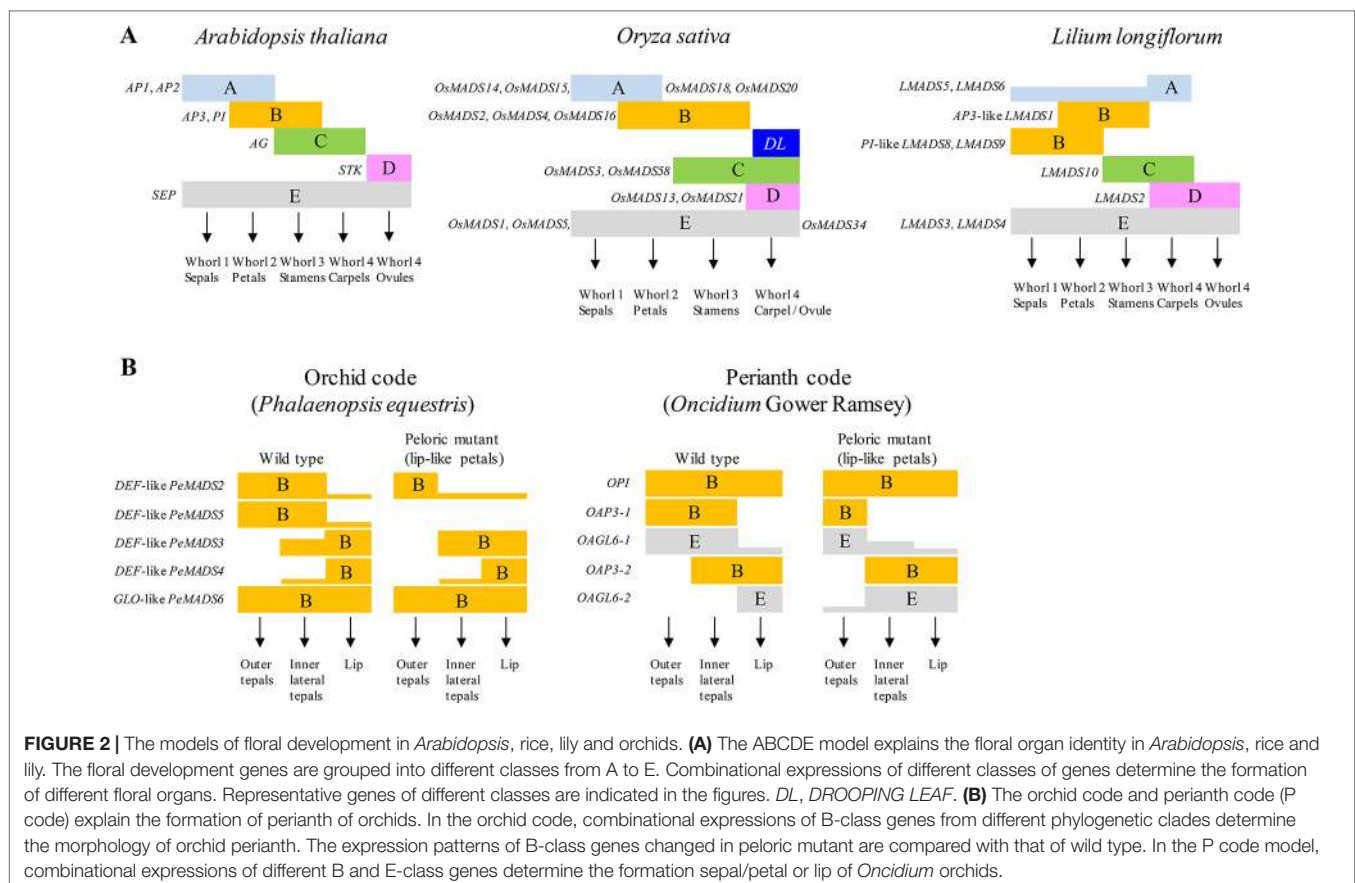 A
Arabidopsis thaliana
AP1, AP2
A
AP3, PI
B
AG
C
STK
D
SEP
E
Whorl 1 Whorl 2 Whorl 3 Whorl 4 Whorl 4
Sepals Petals Stamens Carpels Ovules
Oryza sativa
OsMADS14, OsMADS15,
A
OsMADS18, OsMADS20
OsMADS2, OsMADS4, OsMADS16
B
DL
OsMADS3, OsMADS58
C
OsMADS13, OsMADS21
D
OsMADS1, OsMADS5,
E
OsMADS34
Whorl 1 Whorl 2 Whorl 3 Whorl 4
Sepals Petals Stamens Carpel / Ovule
Lilium longiflorum
LMADS5, LMADS6
A
AP3-like LMADS1
B
PI-like LMADS8, LMADS9
B
LMADS10
C
LMADS2
D
LMADS3, LMADS4
E
Whorl 1 Whorl 2 Whorl 3 Whorl 4 Whorl 4
Sepals Petals Stamens Carpels Ovules
B
Orchid code
(Phalaenopsis equestris)
Wild type
Peloric mutant
(lip-like petals)
DEF-like PeMADS2
B
B
DEF-like PeMADS5
B
DEF-like PeMADS3
B
B
DEF-like PeMADS4
B
B
GLO-like PeMADS6
B
B
Outer Inner Lip Outer Inner Lip
tepals lateral tepals lateral
tepals tepals
Perianth code
(Oncidium Gower Ramsey)
Wild type
Peloric mutant
(lip-like petals)
OPI
B
B
OAP3-1
B
B
OAGL6-1
E
E
OAP3-2
B
B
OAGL6-2
E
E
Outer Inner Lip Outer Inner Lip
tepals lateral tepals lateral
tepals tepals
FIGURE 2 | The models of floral development in Arabidopsis, rice, lily and orchids. (A) The ABCDE model explains the floral organ identity in Arabidopsis, rice and
lily. The floral development genes are grouped into different classes from A to E. Combinational expressions of different classes of genes determine the formation
of different floral organs. Representative genes of different classes are indicated in the figures. DL, DROOPING LEAF. (B) The orchid code and perianth code (P
code) explain the formation of perianth of orchids. In the orchid code, combinational expressions of B-class genes from different phylogenetic clades determine
the morphology of orchid perianth. The expression patterns of B-class genes changed in peloric mutant are compared with that of wild type. In the P code model,
combinational expressions of different B and E-class genes determine the formation sepal/petal or lip of Oncidium orchids.